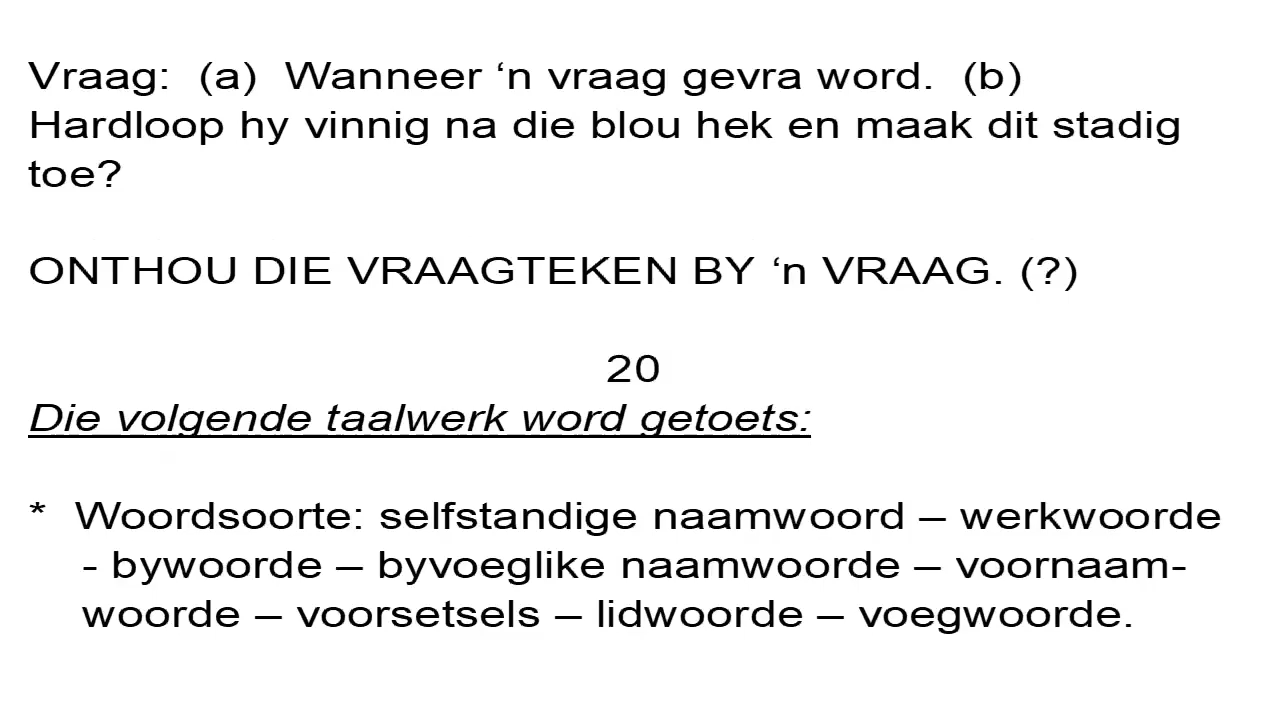 Vraag:  (a)  Wanneer ‘n vraag gevra word.  (b)
Hardloop hy vinnig na die blou hek en maak dit stadig
toe?
ONTHOU DIE VRAAGTEKEN BY ‘n VRAAG. (?)
20
Die volgende taalwerk word getoets:
*  Woordsoorte: selfstandige naamwoord – werkwoorde
- bywoorde – byvoeglike naamwoorde – voornaam-
woorde – voorsetsels – lidwoorde – voegwoorde.